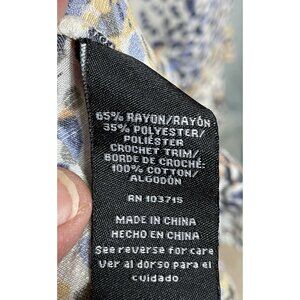 65% RAYON/RAYÓN
35% POLYESTER/
POLIÉSTER
CROCHET TRIM/
BORDE DE CROCHÉ:
100% COTTON/
ALGODÓN
RN 103715
MADE IN CHINA
HECHO EN CHINA
See reverse for care
Ver al dorso para el
cuidado